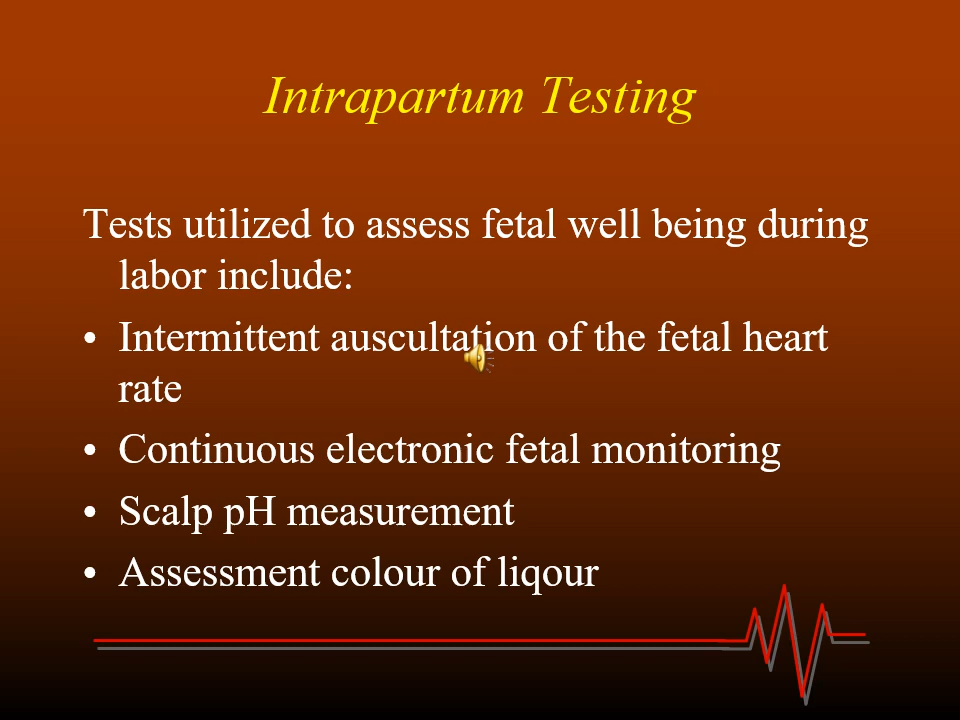 Intrapartum Testing
Tests utilized to assess fetal well being during
labor include:
• Intermittent auscultation of the fetal heart
rate
• Continuous electronic fetal monitoring
• Scalp pH measurement
• Assessment colour of liqour